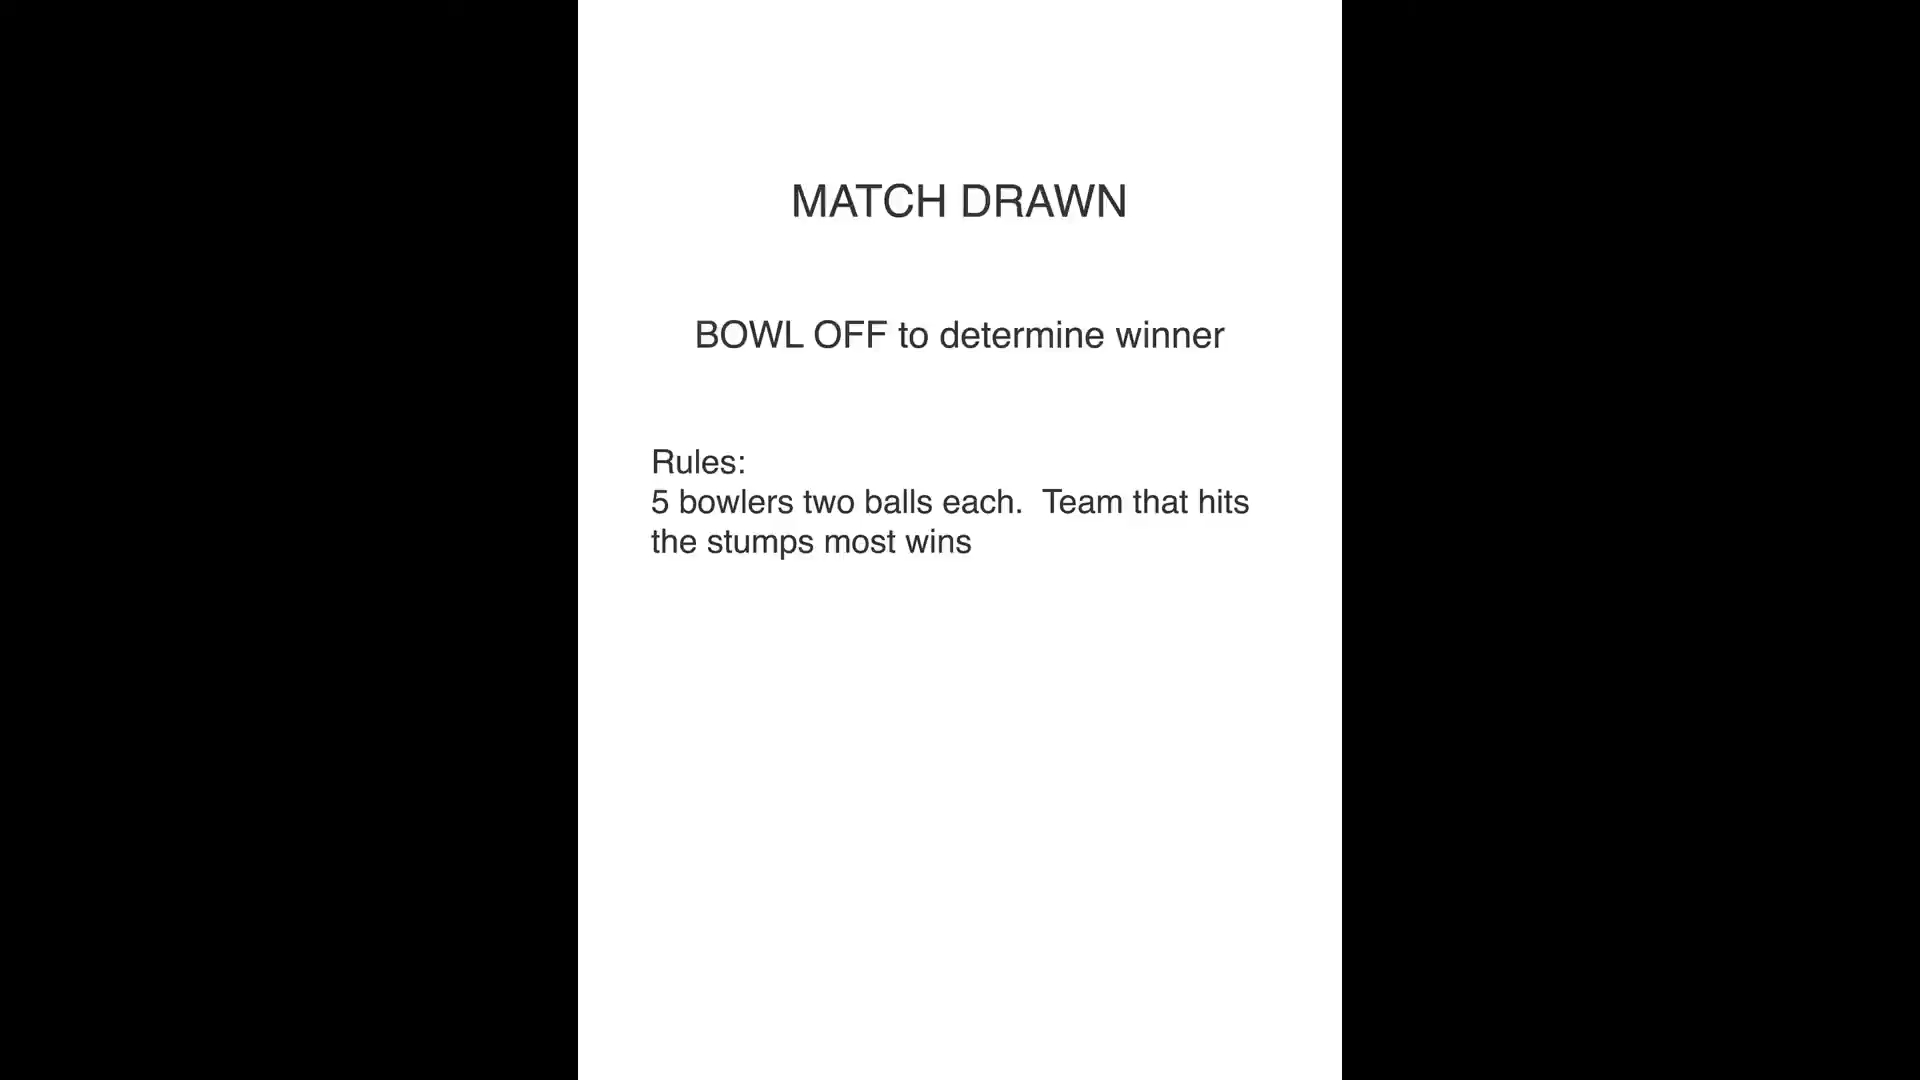 MATCH DRAWN
BOWL OFF to determine winner
Rules:
5 bowlers two balls each.  Team that hits
the stumps most wins